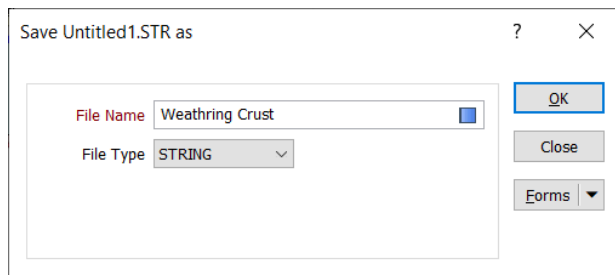 Save Untitled1.STR as ?
File Name Weathring Crust OK
File Type STRING Close
Forms